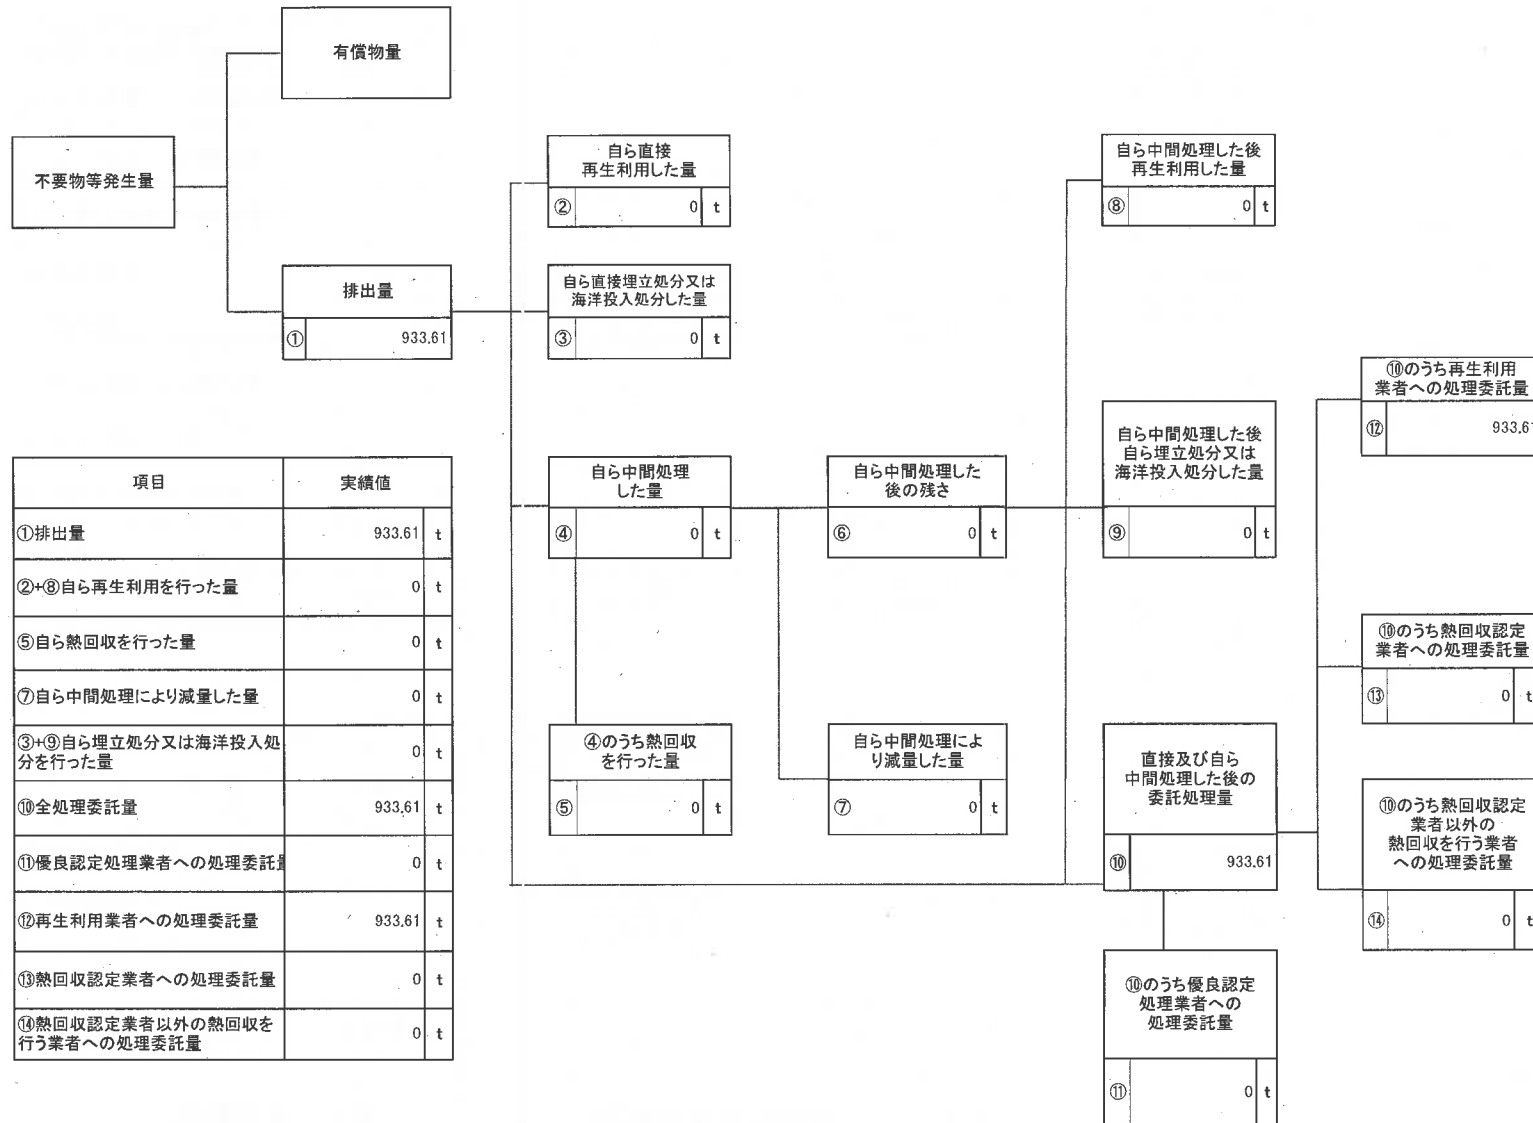 有償物量
不要物等発生量
排出量
① 933.61
自ら直接
再生利用した量
② 0 t
自ら直接埋立処分又は
海洋投入処分した量
③ 0 t
自ら中間処理
した量
④ 0 t
④のうち熱回収
を行った量
⑤ 0 t
自ら中間処理した
後の残さ
⑥ 0 t
自ら中間処理によ
り減量した量
⑦ 0 t
自ら中間処理した後
再生利用した量
⑧ 0 t
自ら中間処理した後
自ら埋立処分又は
海洋投入処分した量
⑨ 0 t
直接及び自ら
中間処理した後の
委託処理量
⑩ 933.61
⑩のうち優良認定
処理業者への
処理委託量
⑪ 0 t
⑩のうち再生利用
業者への処理委託量
⑫ 933.61
⑩のうち熱回収認定
業者への処理委託量
⑬ 0 t
⑩のうち熱回収認定
業者以外の
熱回収を行う業者
への処理委託量
⑭ 0 t
項目 実績値
①排出量 933.61 t
②+⑧自ら再生利用を行った量 0 t
⑤自ら熱回収を行った量 0 t
⑦自ら中間処理により減量した量 0 t
③+⑨自ら埋立処分又は海洋投入処
分を行った量 0 t
⑩全処理委託量 933.61 t
⑪優良認定処理業者への処理委託量 0 t
⑫再生利用業者への処理委託量 933.61 t
⑬熱回収認定業者への処理委託量 0 t
⑭熱回収認定業者以外の熱回収を
行う業者への処理委託量 0 t